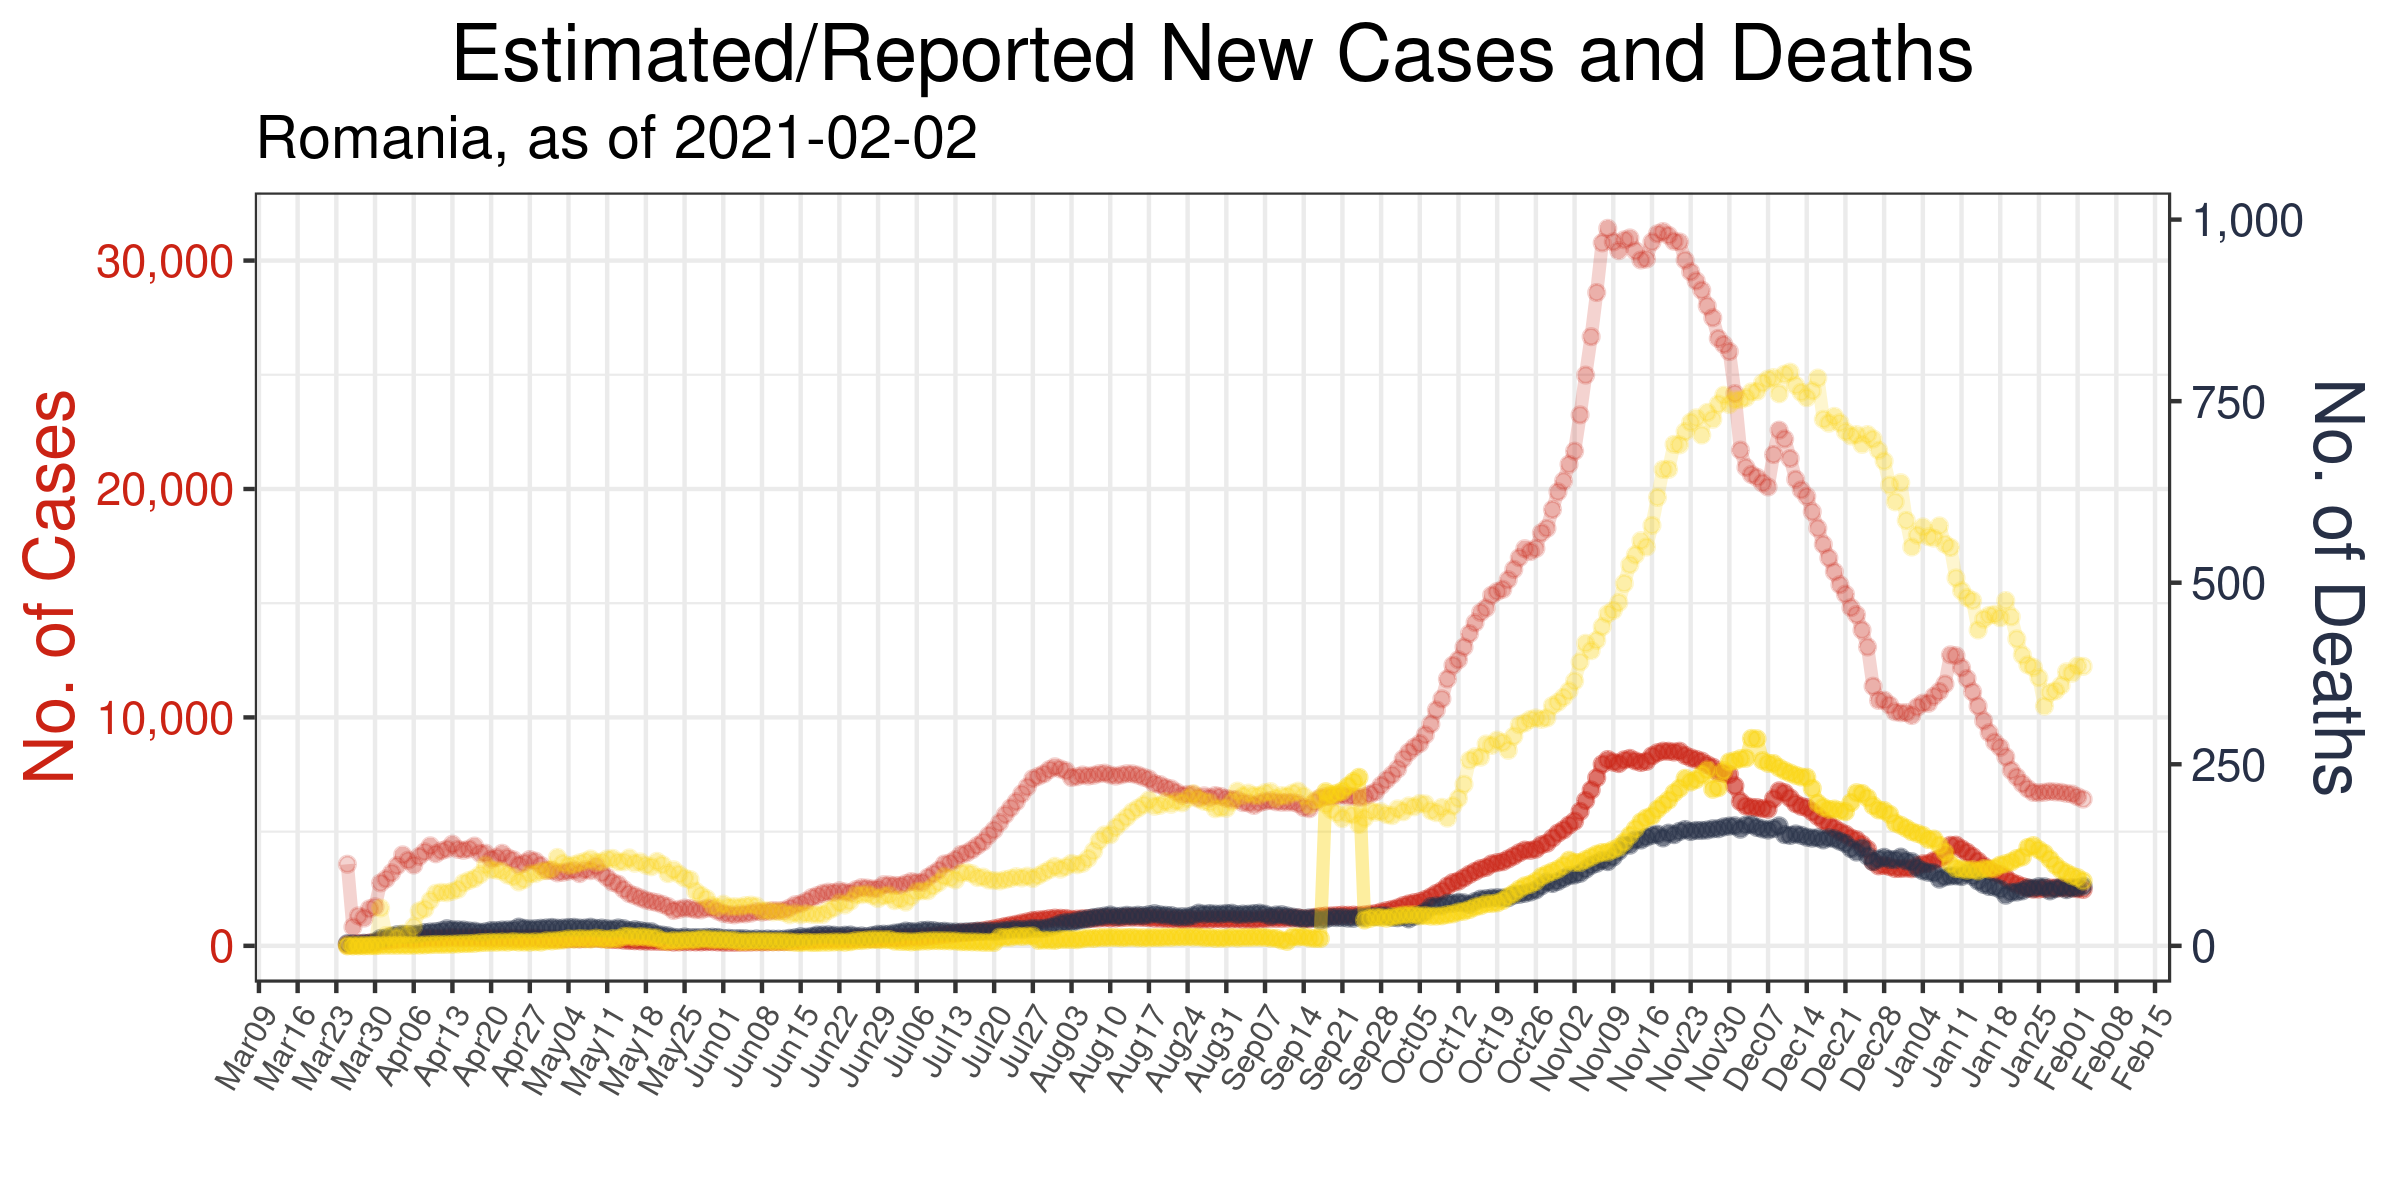 Estimated/Reported New Cases and Deaths
Romania, as of 2021-02-02
No. of Cases
30,000
20,000
10,000
0
1,000
750
500
250
0
No. of Deaths
Mar09
Mar16
Mar23
Mar30
Apr06
Apr13
Apr20
Apr27
May04
May11
May18
May25
Jun01
Jun08
Jun15
Jun22
Jun29
Jul06
Jul13
Jul20
Jul27
Aug03
Aug10
Aug17
Aug24
Aug31
Sep07
Sep14
Sep21
Sep28
Oct05
Oct12
Oct19
Oct26
Nov02
Nov09
Nov16
Nov23
Nov30
Dec07
Dec14
Dec21
Dec28
Jan04
Jan11
Jan18
Jan25
Feb01
Feb08
Feb15